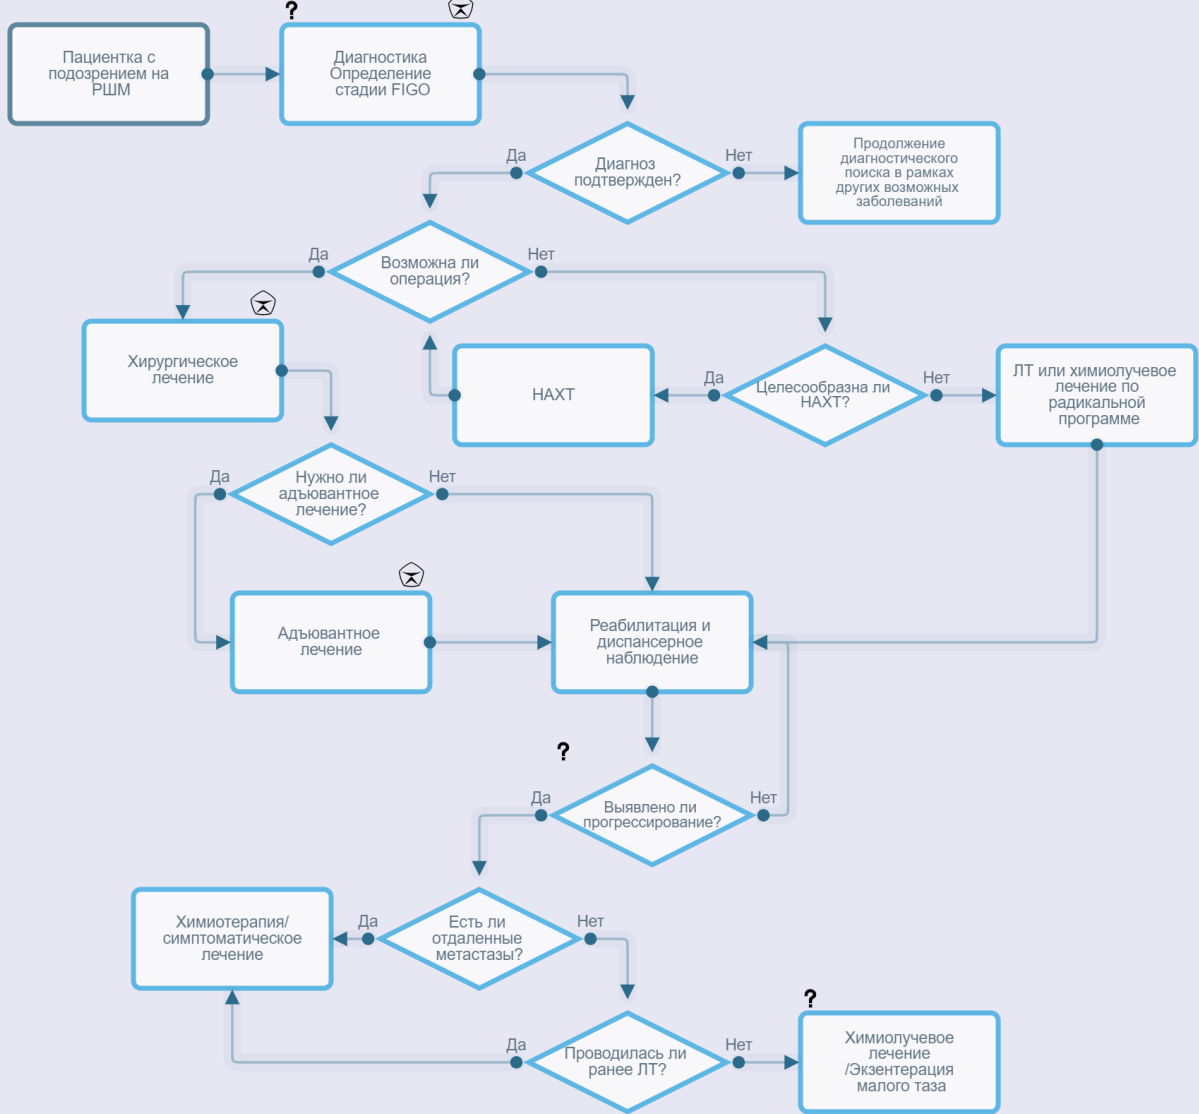 ?
Пациентка с
подозрением на
РШМ
Диагностика
Определение
стадии FIGO
Диагноз
подтвержден?
Да
Нет
Продолжение
диагностического
поиска в рамках
других возможных
заболеваний
Возможна ли
операция?
Да
Нет
Хирургическое
лечение
НАХТ
Да
Целесообразна ли
НАХТ?
Нет
ЛТ или химиолучевое
лечение по
радикальной
программе
Да
Нужно ли
адъювантное
лечение?
Нет
Адъювантное
лечение
Реабилитация и
диспансерное
наблюдение
?
Да
Выявлено ли
прогрессирование?
Нет
Химиотерапия/
симптоматическое
лечение
Да
Есть ли
отдаленные
метастазы?
Нет
Да
Проводилась ли
ранее ЛТ?
Нет
?
Химиолучевое
лечение
/Экзентерация
малого таза